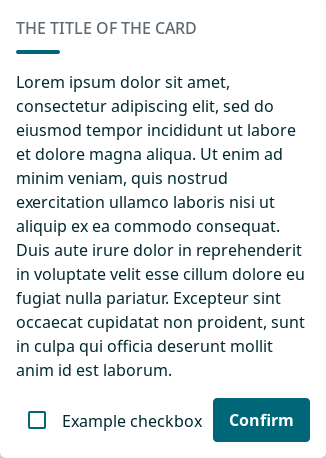 THE TITLE OF THE CARD
Lorem ipsum dolor sit amet,
consectetur adipiscing elit, sed do
eiusmod tempor incididunt ut labore
et dolore magna aliqua. Ut enim ad
minim veniam, quis nostrud
exercitation ullamco laboris nisi ut
aliquip ex ea commodo consequat.
Duis aute irure dolor in reprehenderit
in voluptate velit esse cillum dolore eu
fugiat nulla pariatur. Excepteur sint
occaecat cupidatat non proident, sunt
in culpa qui officia deserunt mollit
anim id est laborum.
Example checkbox Confirm